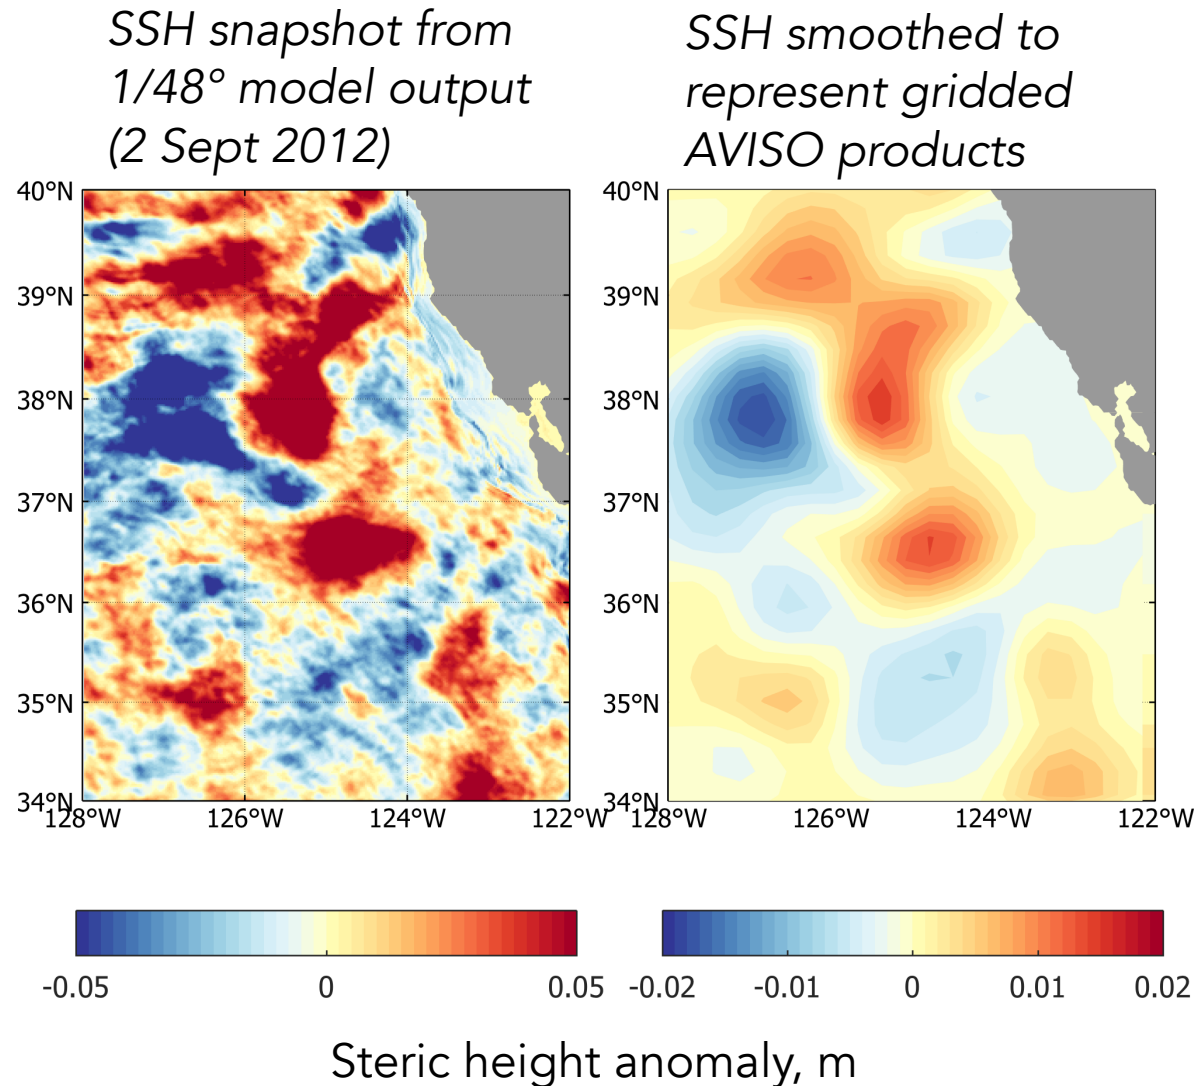 SSH snapshot from
1/48° model output
(2 Sept 2012)
SSH smoothed to
represent gridded
AVISO products
40°N
39°N
38°N
37°N
36°N
35°N
34°N
128°W
126°W
124°W
122°W
40°N
39°N
38°N
37°N
36°N
35°N
34°N
128°W
126°W
124°W
122°W
-0.05
0
0.05
-0.02
-0.01
0
0.01
0.02
Steric height anomaly, m